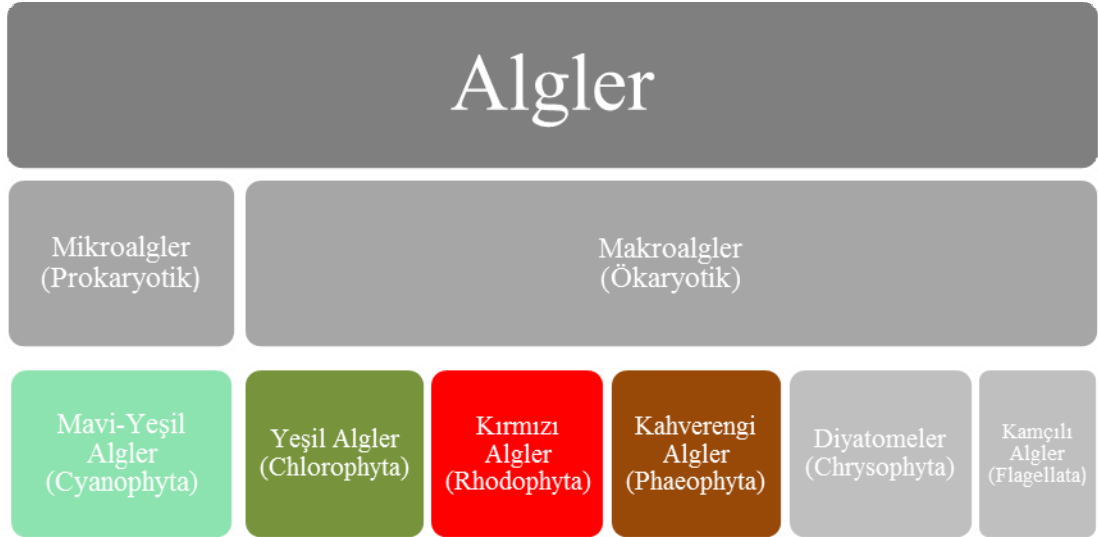 Algler
Mikroalgler
(Prokaryotik)
Makroalgler
(Ökaryotik)
Mavi-Yeşil
Algler
(Cyanophyta)
Yeşil Algler
(Chlorophyta)
Kırmızı
Algler
(Rhodophyta)
Kahverengi
Algler
(Phaeophyta)
Diyatomeler
(Chrysophyta)
Kamçılı
Algler
(Flagellata)